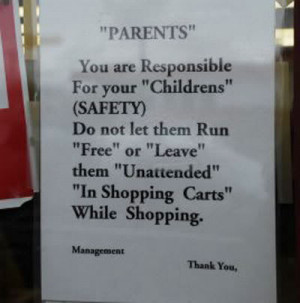 "PARENTS"
You are Responsible
For your "Childrens"
(SAFETY)
Do not let them Run
"Free" or "Leave"
them "Unattended"
"In Shopping Carts"
While Shopping.
Management
Thank You,